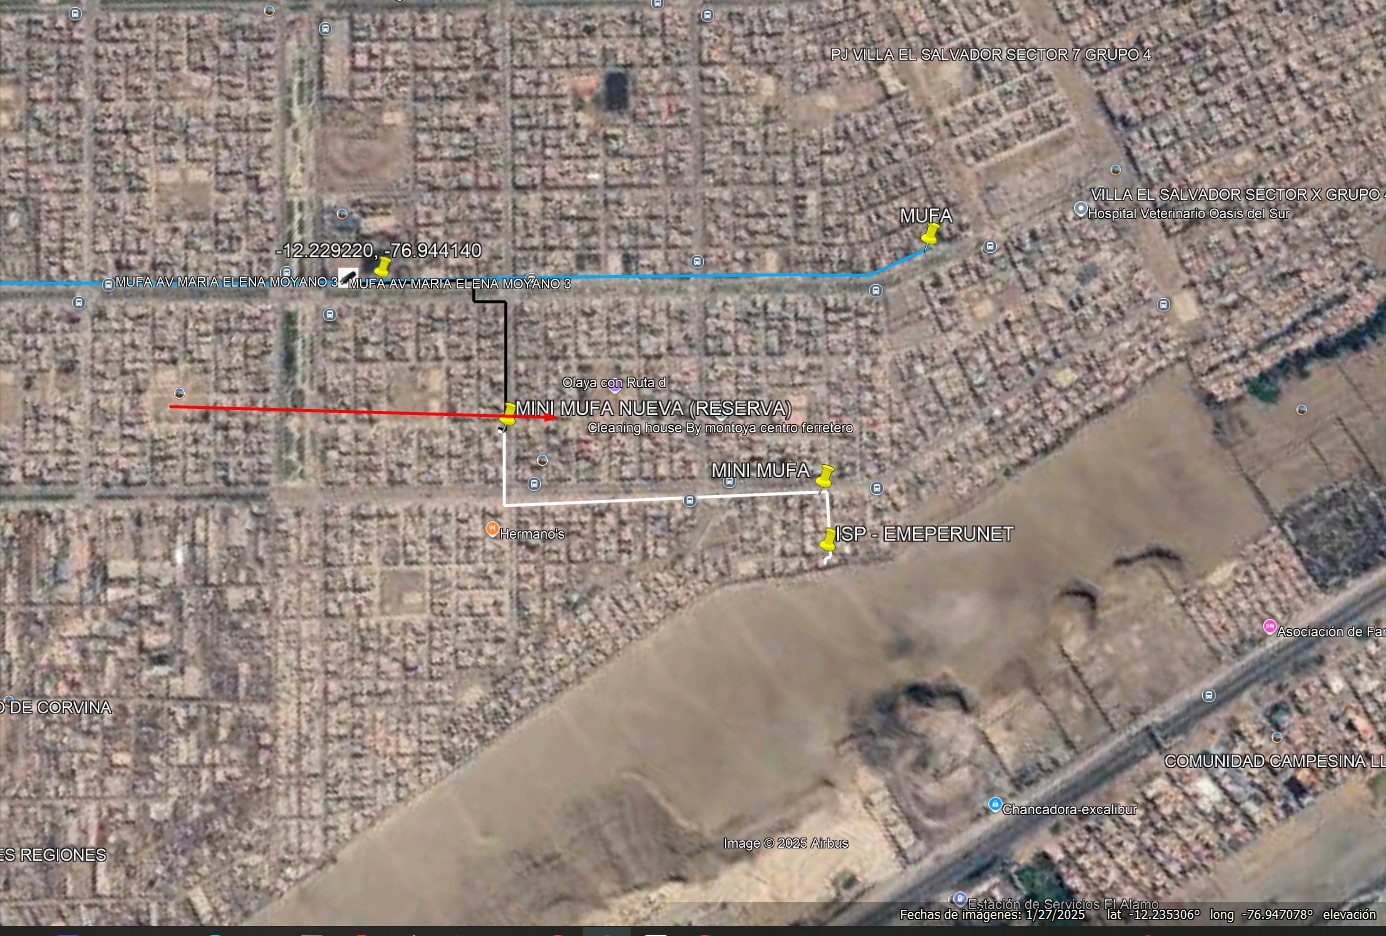 PJ VILLA EL SALVADOR SECTOR 7 GRUPO 4
VILLA EL SALVADOR SECTOR X GRUPO
Hospital Veterinario Oasis del Sur
MUFA
-12.229220, -76.944140
MUFA AV MARIA ELENA MOYANO 3
MUFA AV MARIA ELENA MOYANO 3
Olaya con Ruta d
MINI MUFA NUEVA (RESERVA)
Cleaning house By montoya centro ferretero
MINI MUFA
Hermano's
ISP - EMEPERUNET
Asociación de Fa
O DE CORVINA
COMUNIDAD CAMPESINA LL
Chancadora-excalibur
Image © 2025 Airbus
ES REGIONES
Estación de Servicios El Alamo
Fechas de imágenes: 1/27/2025 lat -12.235306° long -76.947078° elevación